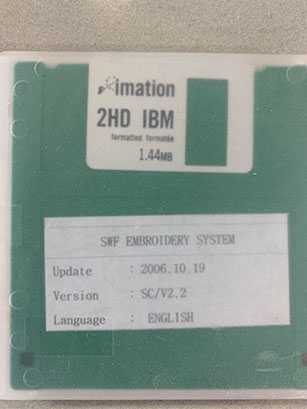 imation
2HD IBM
formatted formatée
1.44MB
SWF EMBROIDERY SYSTEM
Update : 2006.10.19
Version : SC/V2.2
Language : ENGLISH